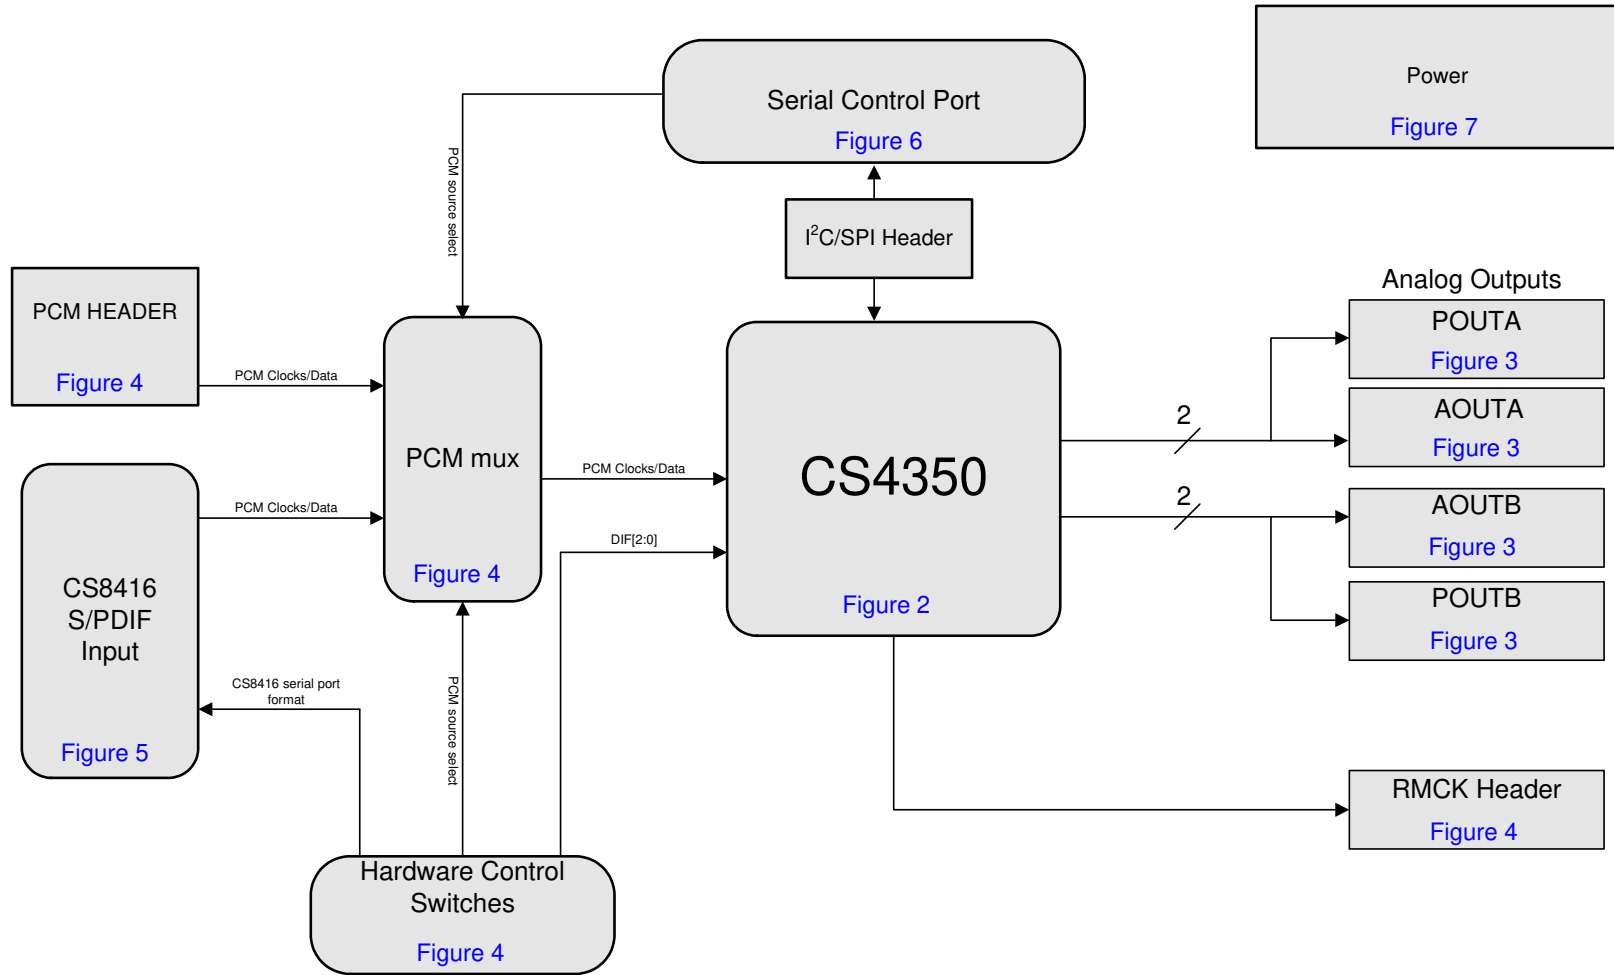 Power
Figure 7
Serial Control Port
Figure 6
PCM source select
I²C/SPI Header
PCM HEADER
Figure 4
PCM Clocks/Data
Analog Outputs
POUTA
Figure 3
AOUTA
Figure 3
2
PCM mux
Figure 4
PCM Clocks/Data
CS4350
Figure 2
PCM Clocks/Data
DIF[2:0]
2
AOUTB
Figure 3
POUTB
Figure 3
CS8416
S/PDIF
Input
Figure 5
CS8416 serial port
format
PCM source select
RMCK Header
Figure 4
Hardware Control
Switches
Figure 4